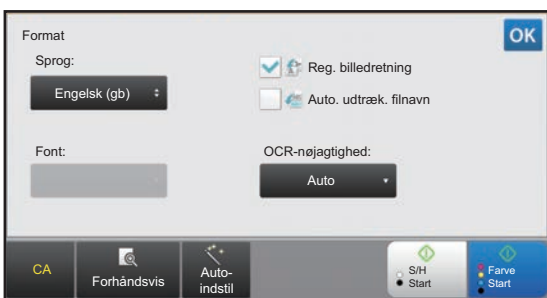 Format
OK
Sprog:
Engelsk (gb)
Reg. billedretning
Auto. udtræk. filnavn
Font:
OCR-nøjagtighed:
Auto
CA
Forhåndsvis
Auto-
indstil
S/H
Start
Farve
Start